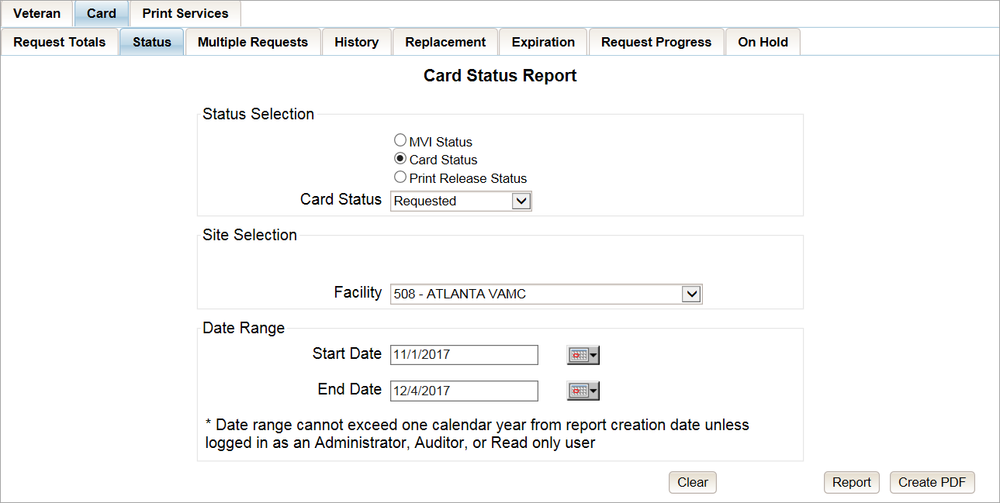 Veteran Card Print Services
Request Totals Status Multiple Requests History Replacement Expiration Request Progress On Hold
Card Status Report
Status Selection
MVI Status
Card Status
Print Release Status
Card Status Requested
Site Selection
Facility 508 - ATLANTA VAMC
Date Range
Start Date 11/1/2017
End Date 12/4/2017
* Date range cannot exceed one calendar year from report creation date unless
logged in as an Administrator, Auditor, or Read only user
Clear Report Create PDF